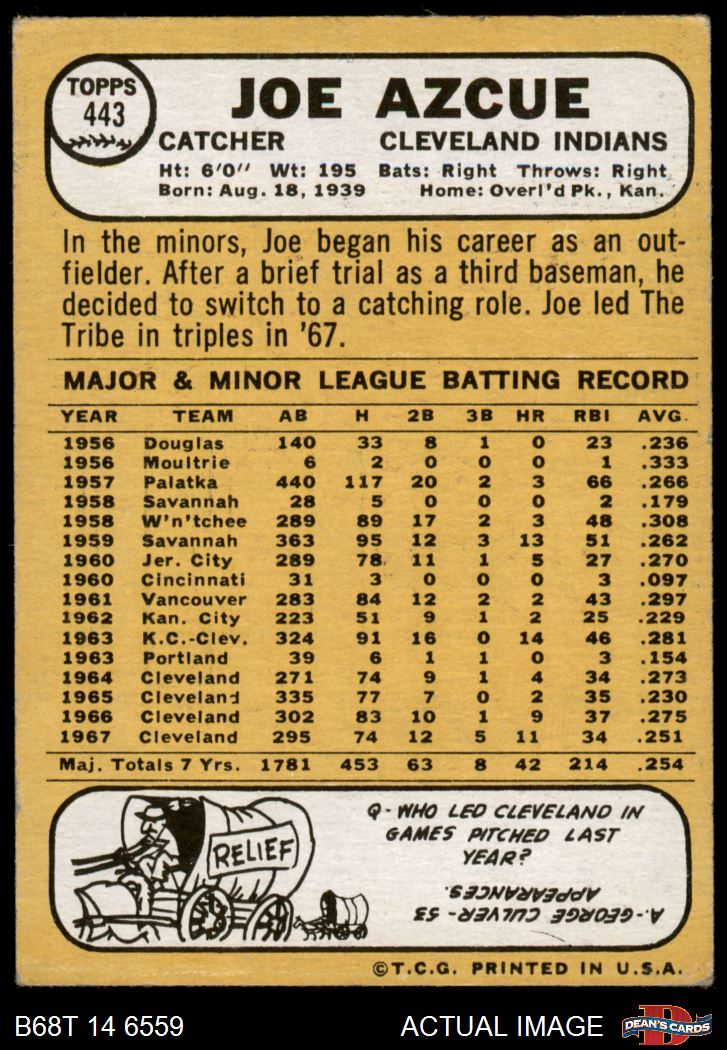 TOPPS
443
JOE AZCUE
CATCHER CLEVELAND INDIANS
Ht: 6'0" Wt: 195 Bats: Right Throws: Right
Born: Aug. 18, 1939 Home: Overl'd Pk., Kan.
In the minors, Joe began his career as an out-
fielder. After a brief trial as a third baseman, he
decided to switch to a catching role. Joe led The
Tribe in triples in '67.
MAJOR & MINOR LEAGUE BATTING RECORD
YEAR TEAM AB H 2B 3B HR RBI AVG.
1956 Douglas 140 33 8 1 0 23 .236
1956 Moultrie 6 2 0 0 0 1 .333
1957 Palatka 440 117 20 2 3 66 .266
1958 Savannah 28 5 0 0 0 2 .179
1958 W'n'tchee 289 89 17 2 3 48 .308
1959 Savannah 363 95 12 3 13 51 .262
1960 Jer. City 289 78 11 1 5 27 .270
1960 Cincinnati 31 3 0 0 0 3 .097
1961 Vancouver 283 84 12 2 2 43 .297
1962 Kan. City 223 51 9 1 2 25 .229
1963 K.C.-Clev. 324 91 16 0 14 46 .281
1963 Portland 39 6 1 1 0 3 .154
1964 Cleveland 271 74 9 1 4 34 .273
1965 Cleveland 335 77 7 0 2 35 .230
1966 Cleveland 302 83 10 1 9 37 .275
1967 Cleveland 295 74 12 5 11 34 .251
Maj. Totals 7 Yrs. 1781 453 63 8 42 214 .254
RELIEF
Q - WHO LED CLEVELAND IN
GAMES PITCHED LAST
YEAR?
A - GEORGE CULVER - 53
APPEARANCES.
©T.C.G. PRINTED IN U.S.A.
B68T 14 6559 ACTUAL IMAGE
D
DEAN'S CARDS